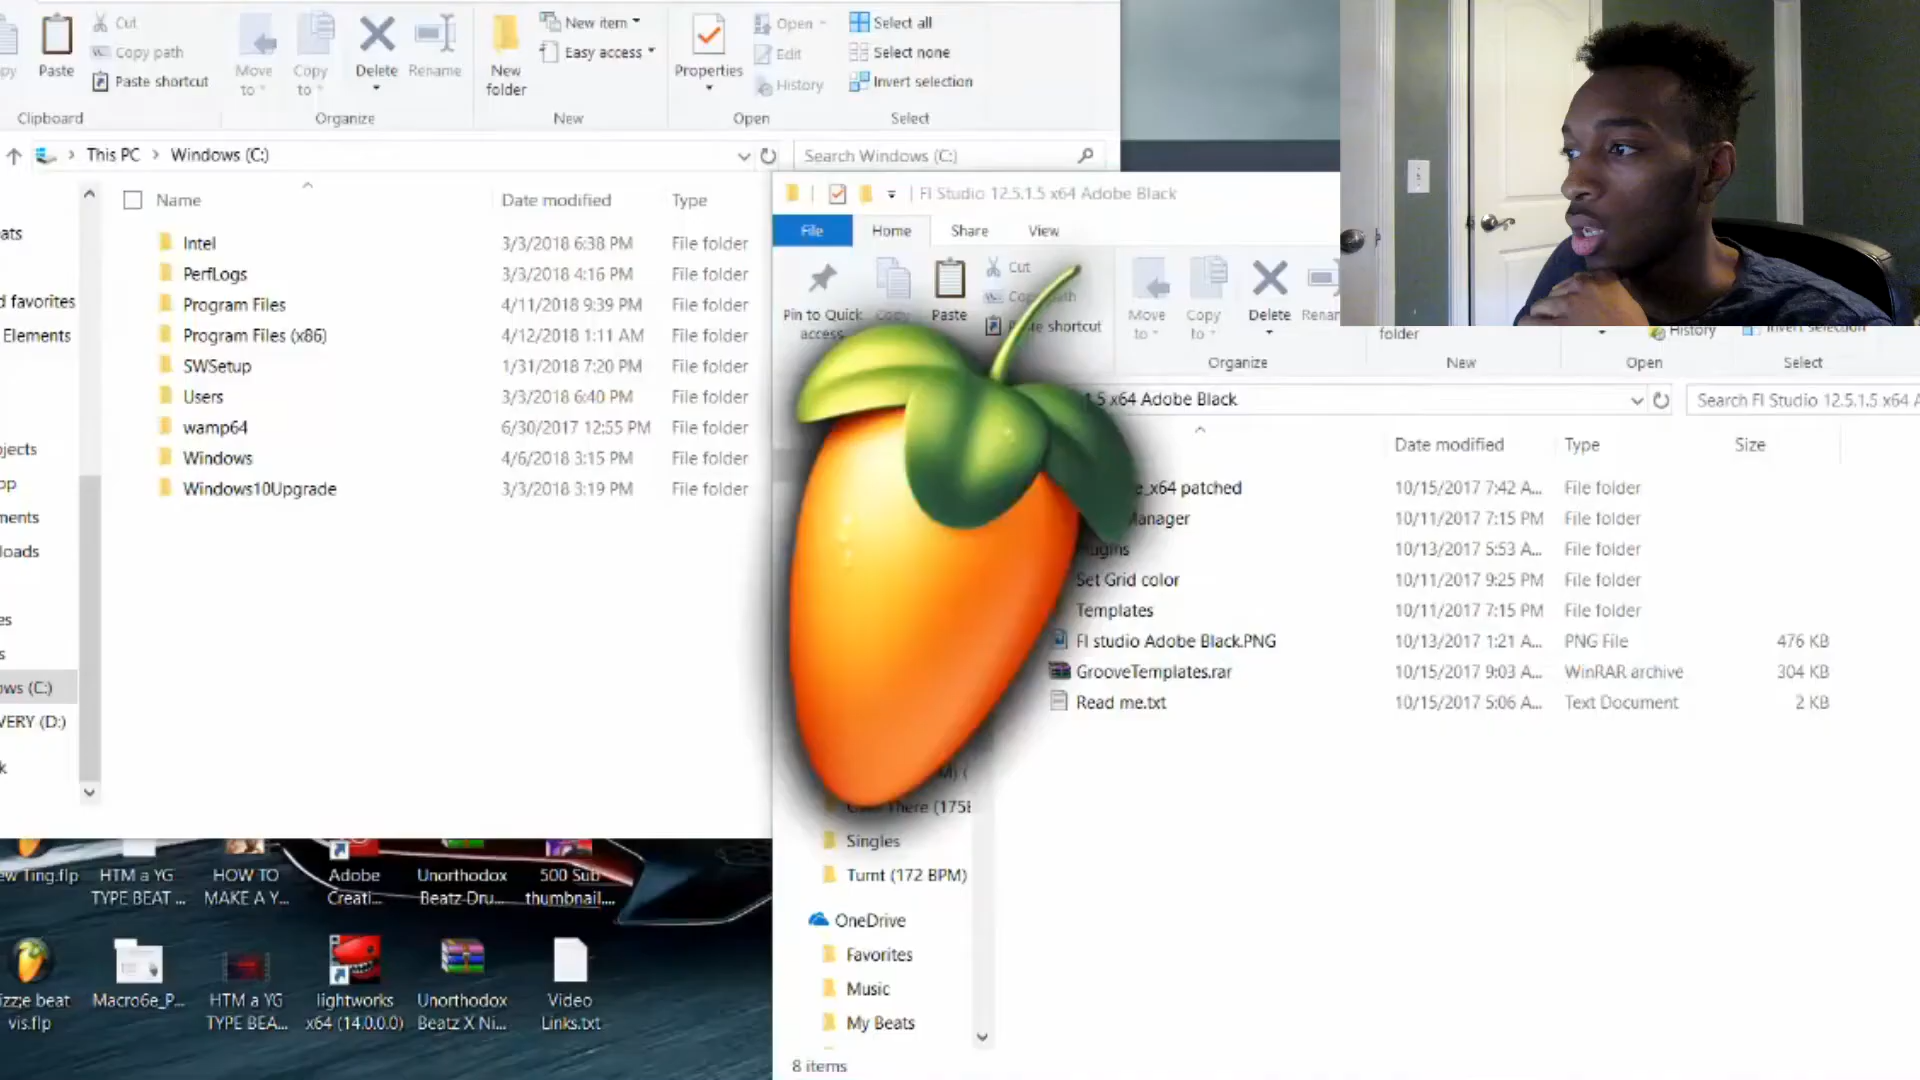 Cut
Copy path
Paste shortcut
Paste
Clipboard
Move to
Copy to
Delete
Rename
Organize
New folder
New item
Easy access
New
Properties
Open
Edit
History
Open
Select all
Select none
Invert selection
Select
This PC > Windows (C:)
Search Windows (C:)
Name Date modified Type
Intel 3/3/2018 6:38 PM File folder
PerfLogs 3/3/2018 4:16 PM File folder
Program Files 4/11/2018 9:39 PM File folder
Program Files (x86) 4/12/2018 1:11 AM File folder
SWSetup 1/31/2018 7:20 PM File folder
Users 3/3/2018 6:40 PM File folder
wamp64 6/30/2017 12:55 PM File folder
Windows 4/6/2018 3:15 PM File folder
Windows10Upgrade 3/3/2018 3:19 PM File folder
favorites
Elements
ows (C:)
VERY (D:)
Fl Studio 12.5.1.5 x64 Adobe Black
File Home Share View
Pin to Quick access
Copy
Paste
Cut
Copy path
shortcut
Move to
Copy to
Delete
Renam
Organize
folder
New
History
Open
Invert selection
Select
1.5 x64 Adobe Black
Search Fl Studio 12.5.1.5 x64 A
Date modified Type Size
e_x64 patched 10/15/2017 7:42 A... File folder
Manager 10/11/2017 7:15 PM File folder
Plugins 10/13/2017 5:53 A... File folder
Set Grid color 10/11/2017 9:25 PM File folder
Templates 10/11/2017 7:15 PM File folder
Fl studio Adobe Black.PNG 10/13/2017 1:21 A... PNG File 476 KB
GrooveTemplates.rar 10/15/2017 9:03 A... WinRAR archive 304 KB
Read me.txt 10/15/2017 5:06 A... Text Document 2 KB
There (175B
Singles
Turnt (172 BPM)
OneDrive
Favorites
Music
My Beats
8 items
ew Ting.flp
HTM a YG TYPE BEAT ...
HOW TO MAKE A Y...
Adobe Creati...
Unorthodox Beatz Dru...
500 Sub thumbnail....
izz;e beat vis.flp
Macro6e_P...
HTM a YG TYPE BEA...
lightworks x64 (14.0.0.0)
Unorthodox Beatz X Ni...
Video Links.txt